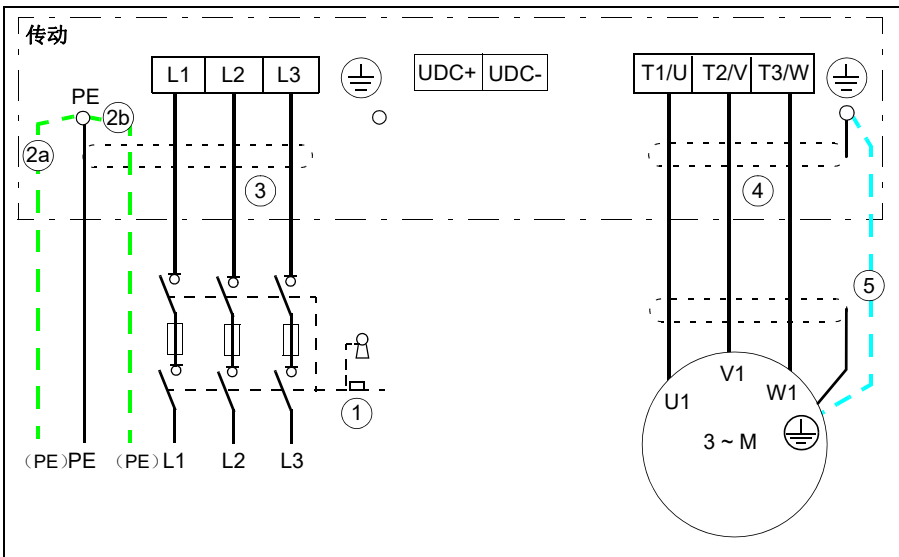 传动
L1 L2 L3
UDC+ UDC-
T1/U T2/V T3/W
PE
2b
2a
3
4
5
1
V1
U1
W1
3 ~ M
（PE）PE （PE）L1 L2 L3